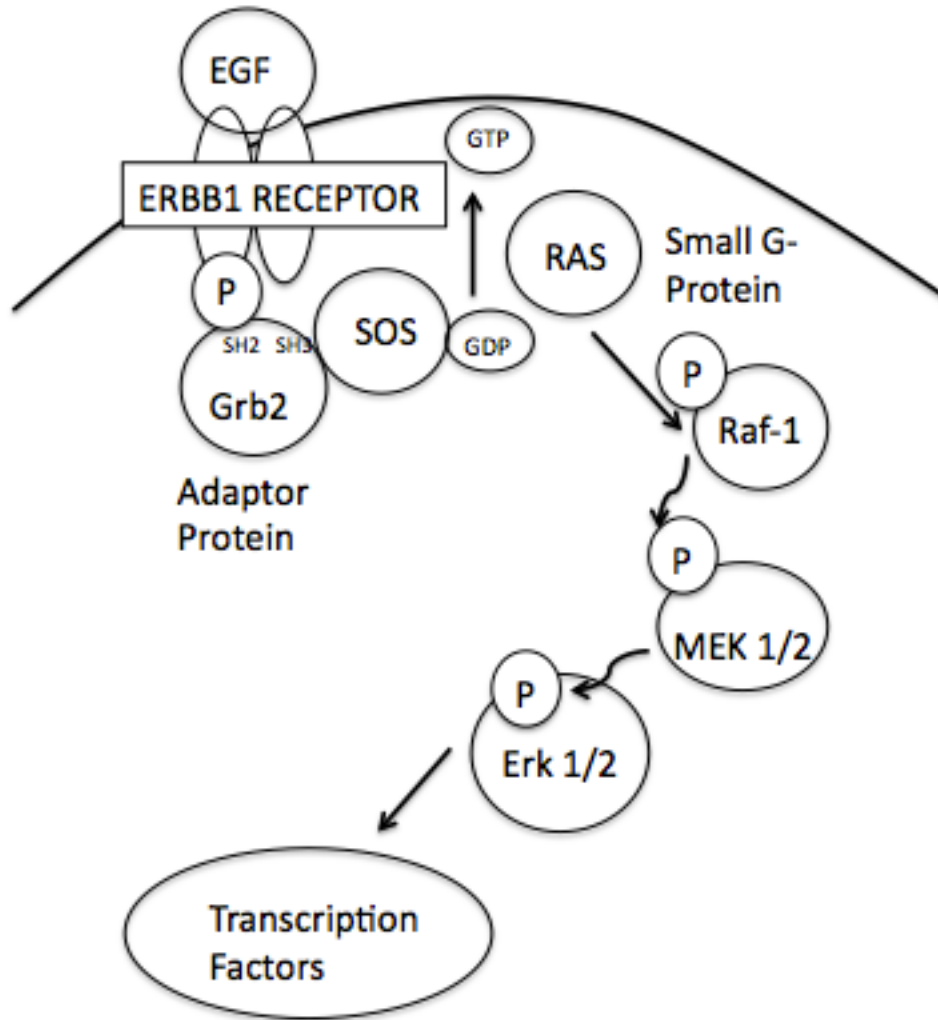 EGF
GTP
ERBB1 RECEPTOR
RAS
Small G-
Protein
P
SOS
GDP
SH2 SH3
Grb2
P
Raf-1
Adaptor
Protein
P
MEK 1/2
P
Erk 1/2
Transcription
Factors